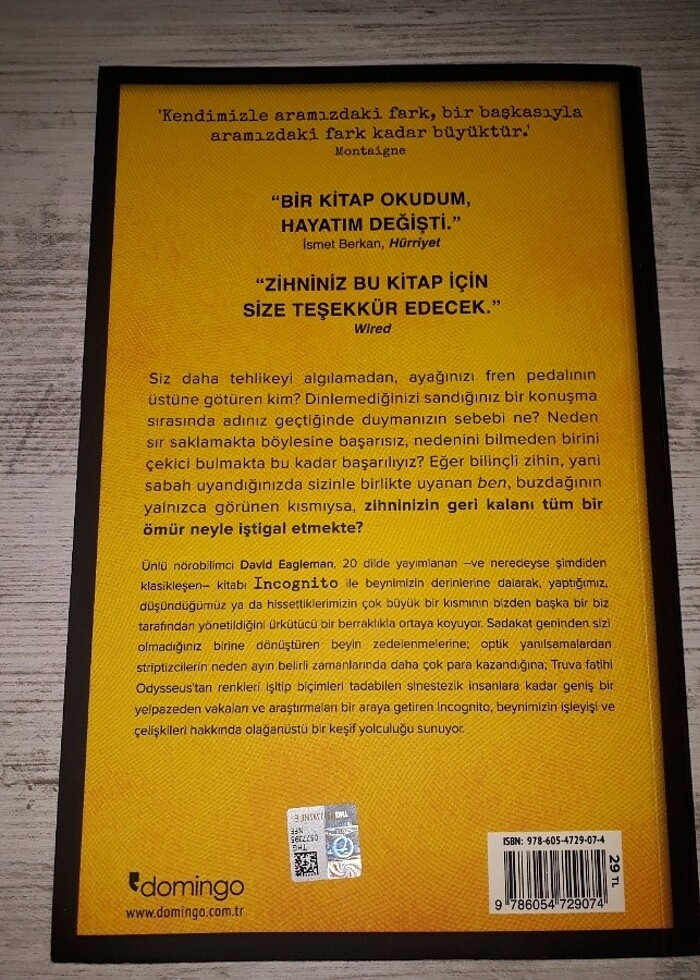 'Kendimizle aramızdaki fark, bir başkasıyla
aramızdaki fark kadar büyüktür.'
Montaigne
“BİR KİTAP OKUDUM,
HAYATIM DEĞİŞTİ.”
İsmet Berkan, Hürriyet
“ZİHNİNİZ BU KİTAP İÇİN
SİZE TEŞEKKÜR EDECEK.”
Wired
Siz daha tehlikeyi algılamadan, ayağınızı fren pedalının
üstüne götüren kim? Dinlemediğinizi sandığınız bir konuşma
sırasında adınız geçtiğinde duymanızın sebebi ne? Neden
sır saklamakta böylesine başarısız, nedenini bilmeden birini
çekici bulmakta bu kadar başarılıyız? Eğer bilinçli zihin, yani
sabah uyandığınızda sizinle birlikte uyanan ben, buzdağının
yalnızca görünen kısmıysa, zihninizin geri kalanı tüm bir
ömür neyle iştigal etmekte?
Ünlü nörobilimci David Eagleman, 20 dilde yayımlanan –ve neredeyse şimdiden
klasikleşen– kitabı Incognito ile beynimizin derinlerine dalarak, yaptığımız,
düşündüğümüz ya da hissettiklerimizin çok büyük bir kısmının bizden başka bir biz
tarafından yönetildiğini ürkütücü bir berraklıkla ortaya koyuyor. Sadakat geninden sizi
olmadığınız birine dönüştüren beyin zedelenmelerine; optik yanılsamalardan
striptizcilerin neden ayın belirli zamanlarında daha çok para kazandığına; Truva fatihi
Odysseus'tan renkleri işitip biçimleri tadabilen sinestezik insanlara kadar geniş bir
yelpazeden vakaları ve araştırmaları bir araya getiren Incognito, beynimizin işleyişi ve
çelişkileri hakkında olağanüstü bir keşif yolculuğu sunuyor.
THG
domingo
www.domingo.com.tr
ISBN: 978-605-4729-07-4
29 TL
9 786054 729074